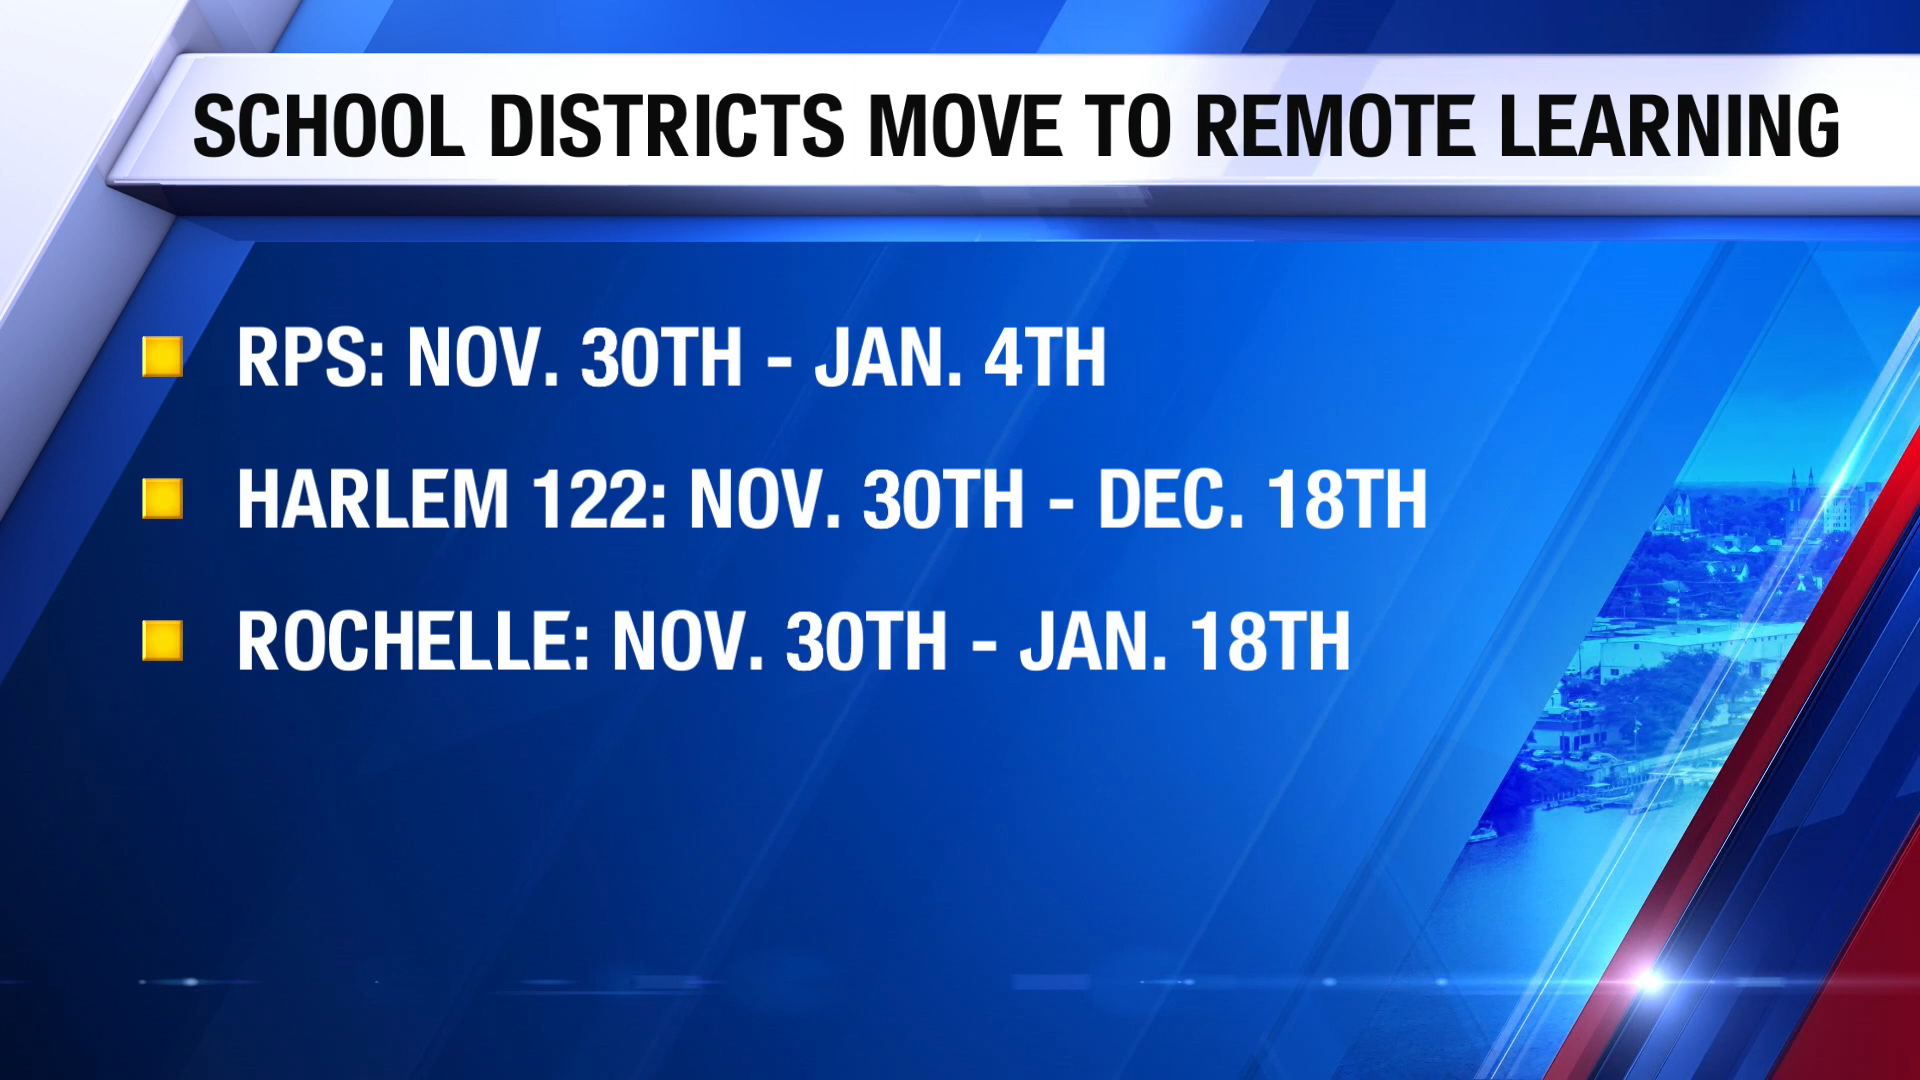 SCHOOL DISTRICTS MOVE TO REMOTE LEARNING
RPS: NOV. 30TH - JAN. 4TH
HARLEM 122: NOV. 30TH - DEC. 18TH
ROCHELLE: NOV. 30TH - JAN. 18TH